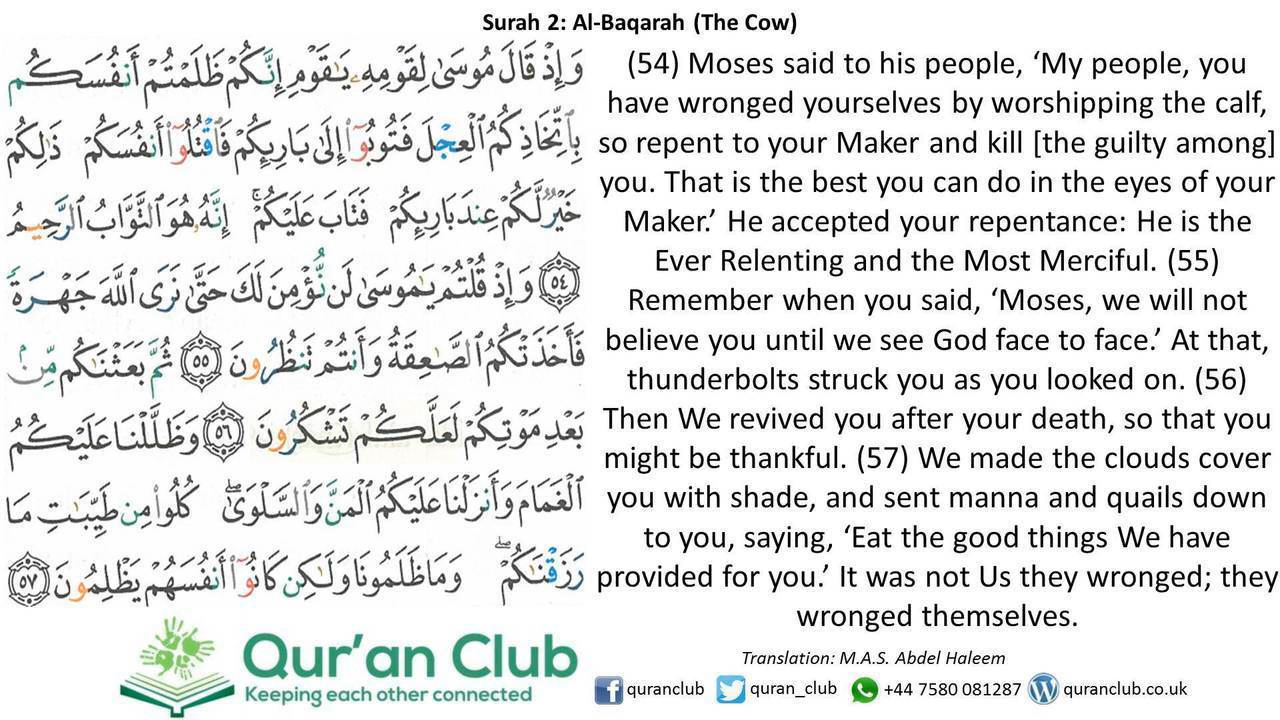 Surah 2: Al-Baqarah (The Cow)
وَإِذْ قَالَ مُوسَىٰ لِقَوْمِهِۦ يَـٰقَوْمِ إِنَّكُمْ ظَلَمْتُمْ أَنفُسَكُم
بِٱتِّخَاذِكُمُ ٱلْعِجْلَ فَتُوبُوٓا۟ إِلَىٰ بَارِئِكُمْ فَٱقْتُلُوٓا۟ أَنفُسَكُمْ ذَٰلِكُمْ
خَيْرٌ لَّكُمْ عِندَ بَارِئِكُمْ فَتَابَ عَلَيْكُمْ ۚ إِنَّهُۥ هُوَ ٱلتَّوَّابُ ٱلرَّحِيمُ
٥٤ وَإِذْ قُلْتُمْ يَـٰمُوسَىٰ لَن نُّؤْمِنَ لَكَ حَتَّىٰ نَرَى ٱللَّهَ جَهْرَةً
فَأَخَذَتْكُمُ ٱلصَّـٰعِقَةُ وَأَنتُمْ تَنظُرُونَ ٥٥ ثُمَّ بَعَثْنَـٰكُم مِّنۢ
بَعْدِ مَوْتِكُمْ لَعَلَّكُمْ تَشْكُرُونَ ٥٦ وَظَلَّلْنَا عَلَيْكُمُ
ٱلْغَمَامَ وَأَنزَلْنَا عَلَيْكُمُ ٱلْمَنَّ وَٱلسَّلْوَىٰ ۖ كُلُوا۟ مِن طَيِّبَـٰتِ مَا
رَزَقْنَـٰكُمْ ۖ وَمَا ظَلَمُونَا وَلَـٰكِن كَانُوٓا۟ أَنفُسَهُمْ يَظْلِمُونَ ٥٧
(54) Moses said to his people, ‘My people, you
have wronged yourselves by worshipping the calf,
so repent to your Maker and kill [the guilty among]
you. That is the best you can do in the eyes of your
Maker.’ He accepted your repentance: He is the
Ever Relenting and the Most Merciful. (55)
Remember when you said, ‘Moses, we will not
believe you until we see God face to face.’ At that,
thunderbolts struck you as you looked on. (56)
Then We revived you after your death, so that you
might be thankful. (57) We made the clouds cover
you with shade, and sent manna and quails down
to you, saying, ‘Eat the good things We have
provided for you.’ It was not Us they wronged; they
wronged themselves.
Qur’an Club
Keeping each other connected
Translation: M.A.S. Abdel Haleem
quranclub quran_club +44 7580 081287 quranclub.co.uk